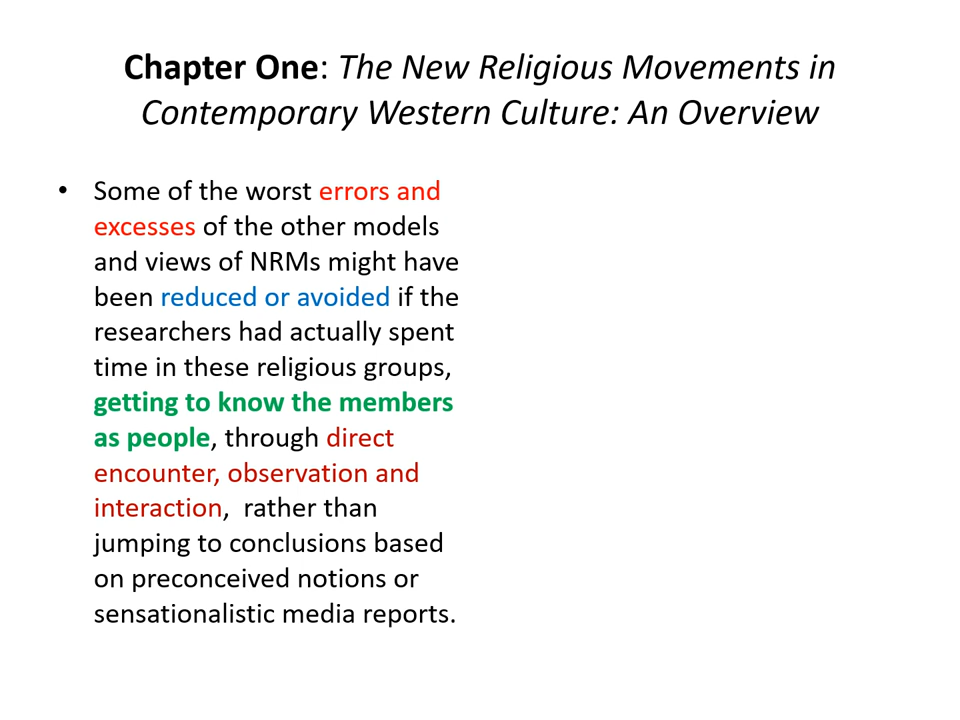 Chapter One: The New Religious Movements in
Contemporary Western Culture: An Overview
• Some of the worst errors and
excesses of the other models
and views of NRMs might have
been reduced or avoided if the
researchers had actually spent
time in these religious groups,
getting to know the members
as people, through direct
encounter, observation and
interaction,  rather than
jumping to conclusions based
on preconceived notions or
sensationalistic media reports.